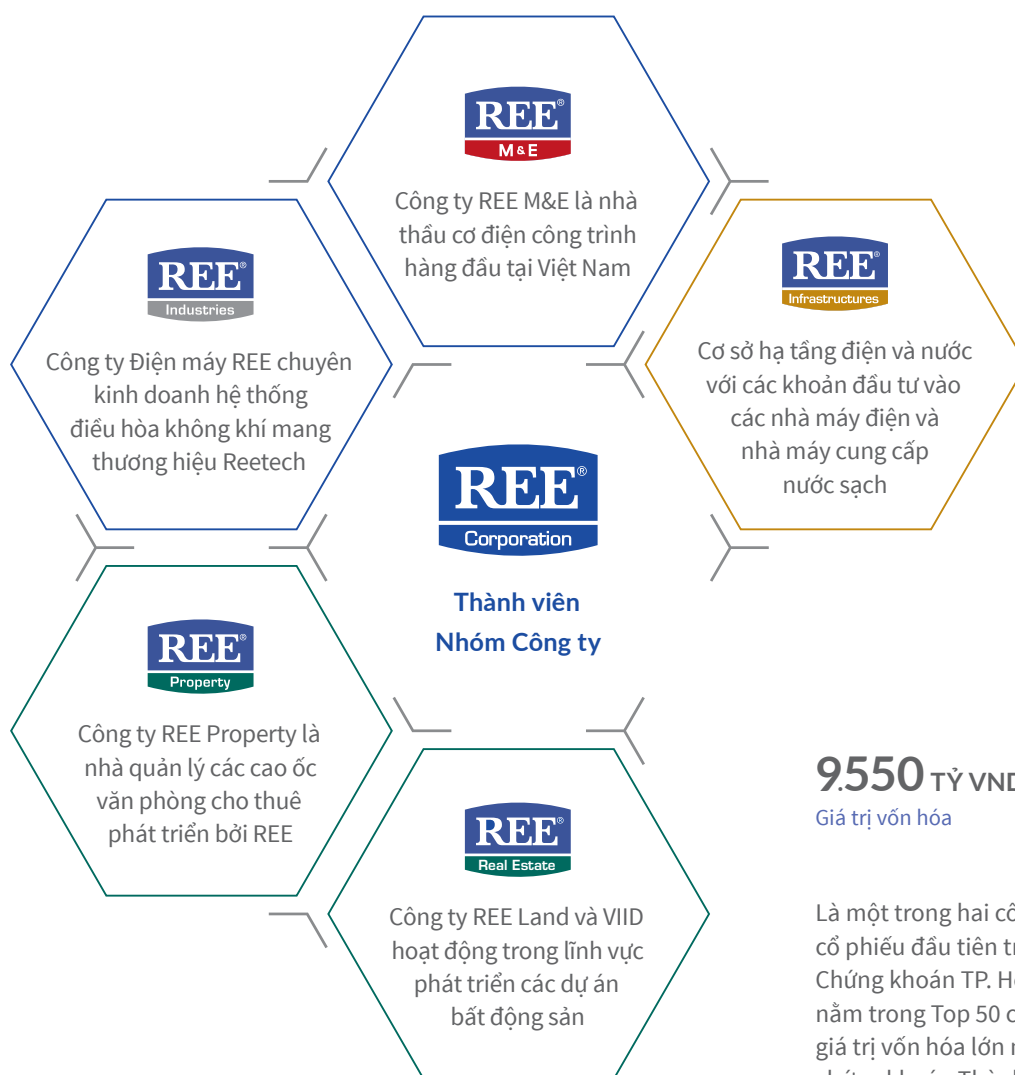 REE®
M&E
Công ty REE M&E là nhà
thầu cơ điện công trình
hàng đầu tại Việt Nam
REE®
Industries
Công ty Điện máy REE chuyên
kinh doanh hệ thống
điều hòa không khí mang
thương hiệu Reetech
REE®
Infrastructures
Cơ sở hạ tầng điện và nước
với các khoản đầu tư vào
các nhà máy điện và
nhà máy cung cấp
nước sạch
REE®
Corporation
Thành viên
Nhóm Công ty
REE®
Property
Công ty REE Property là
nhà quản lý các cao ốc
văn phòng cho thuê
phát triển bởi REE
REE®
Real Estate
Công ty REE Land và VIID
hoạt động trong lĩnh vực
phát triển các dự án
bất động sản
9.550 TỶ VND
Giá trị vốn hóa
Là một trong hai
cổ phiếu đầu tiên
Chứng khoán TP.
nằm trong Top 50
giá trị vốn hóa lớn